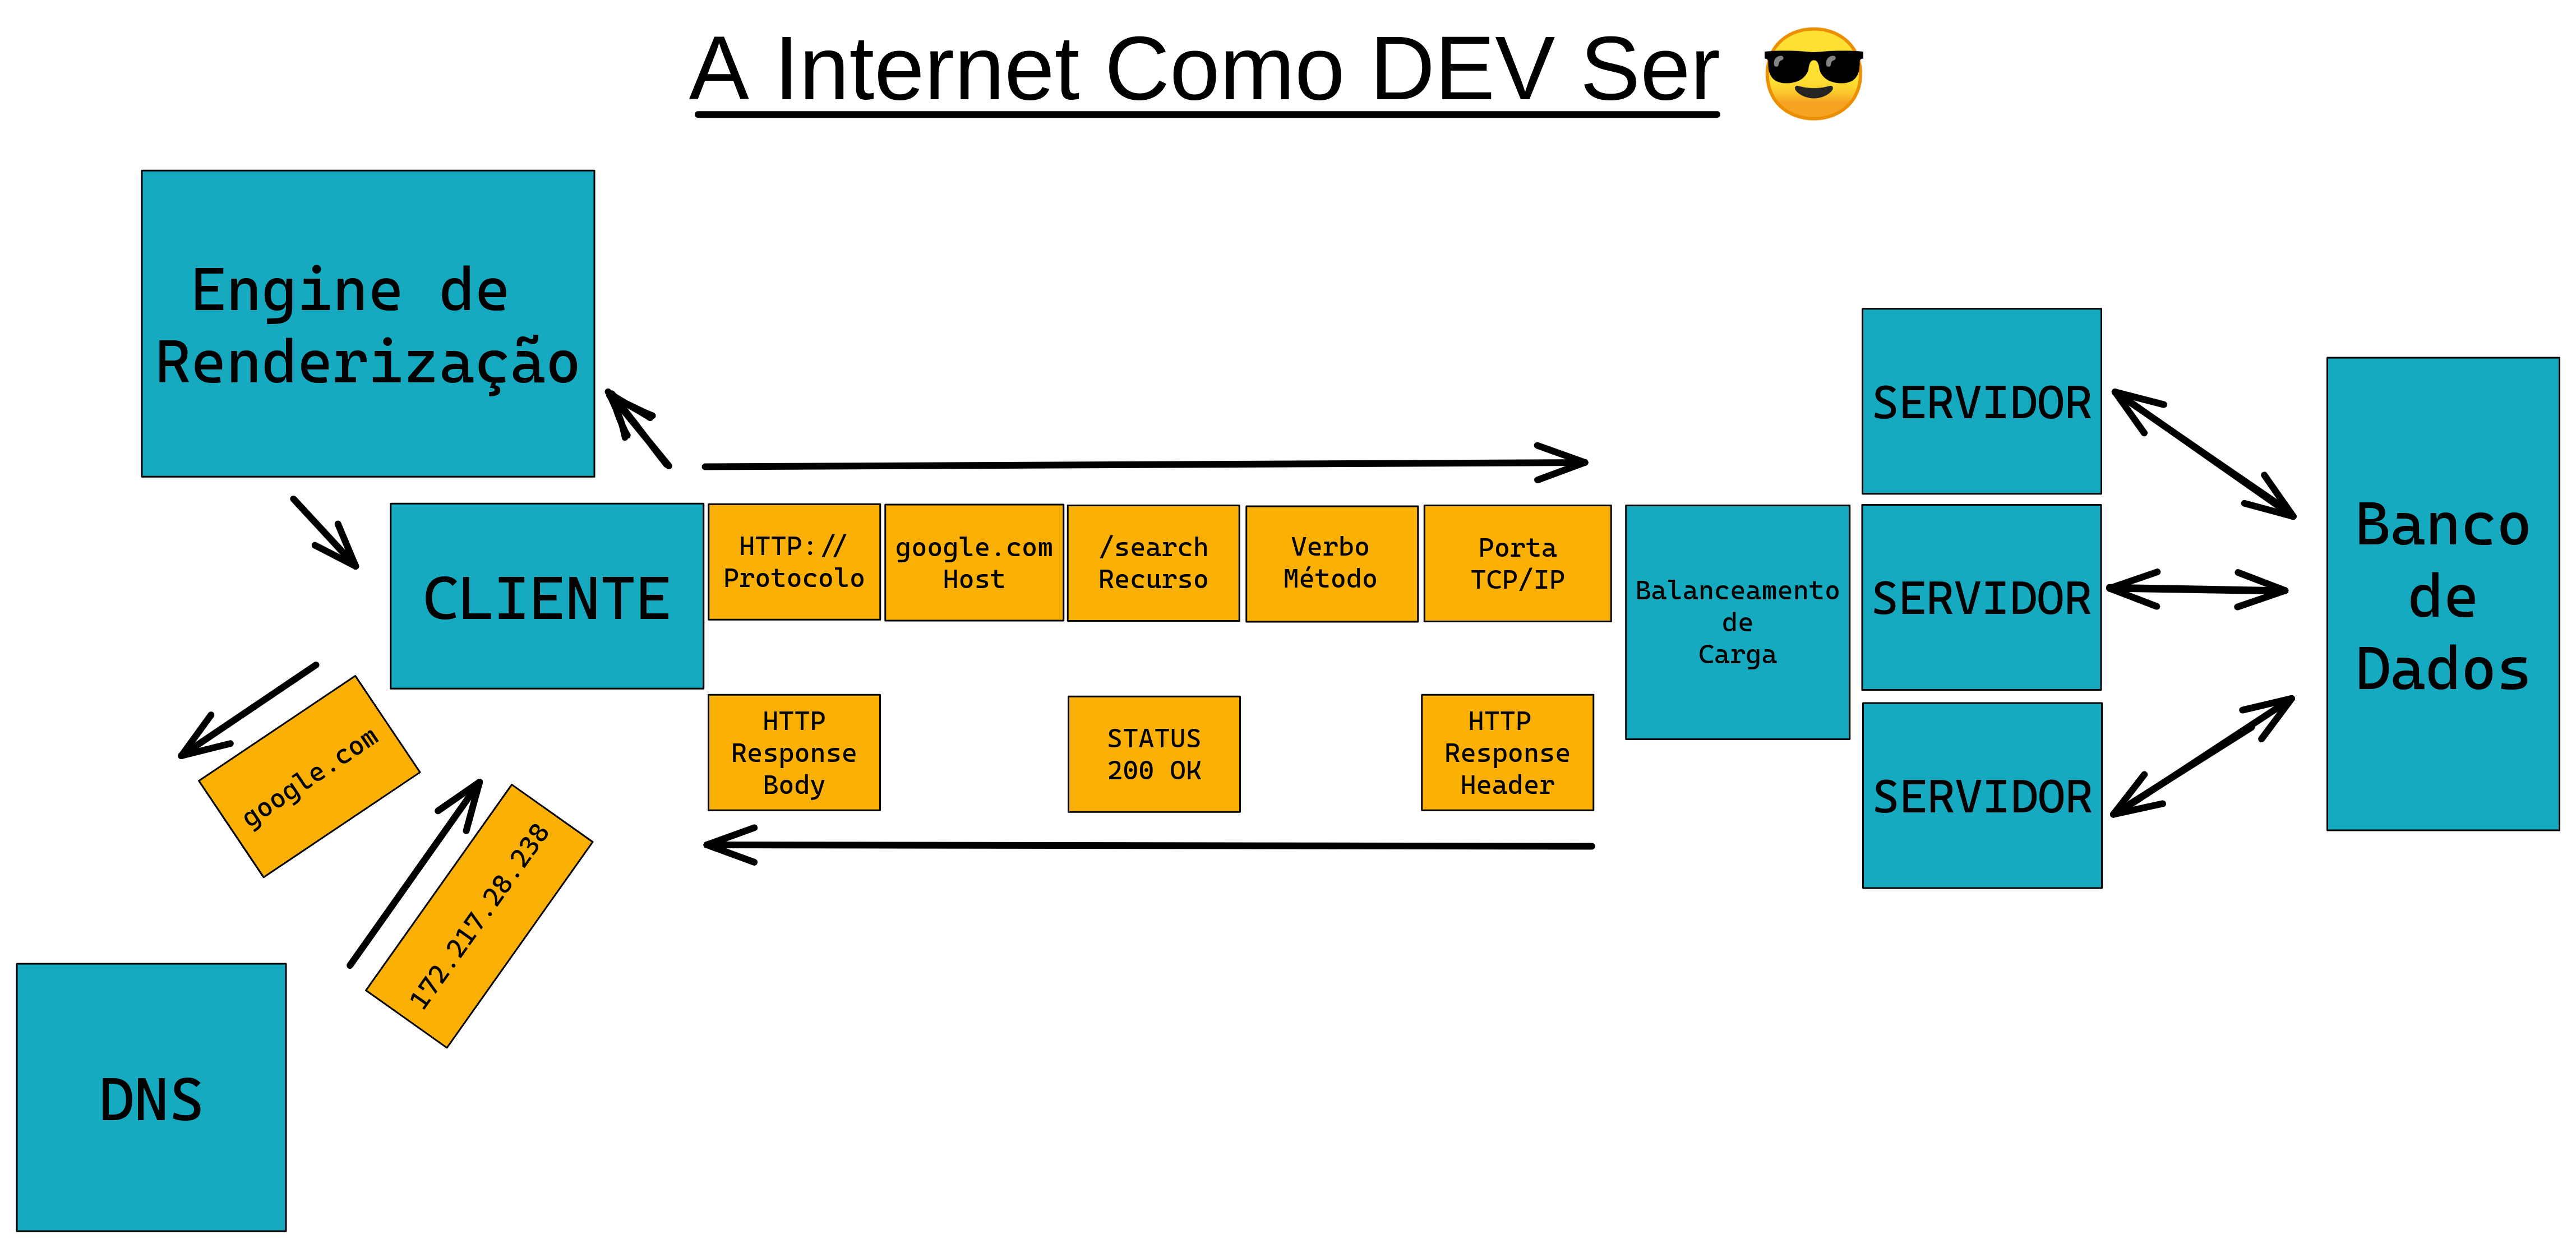 A Internet Como DEV Ser
Engine de
Renderização
CLIENTE
HTTP://
Protocolo
google.com
Host
/search
Recurso
Verbo
Método
Porta
TCP/IP
Balanceamento
de
Carga
SERVIDOR
SERVIDOR
SERVIDOR
Banco
de
Dados
HTTP
Response
Body
STATUS
200 OK
HTTP
Response
Header
google.com
172.217.28.238
DNS